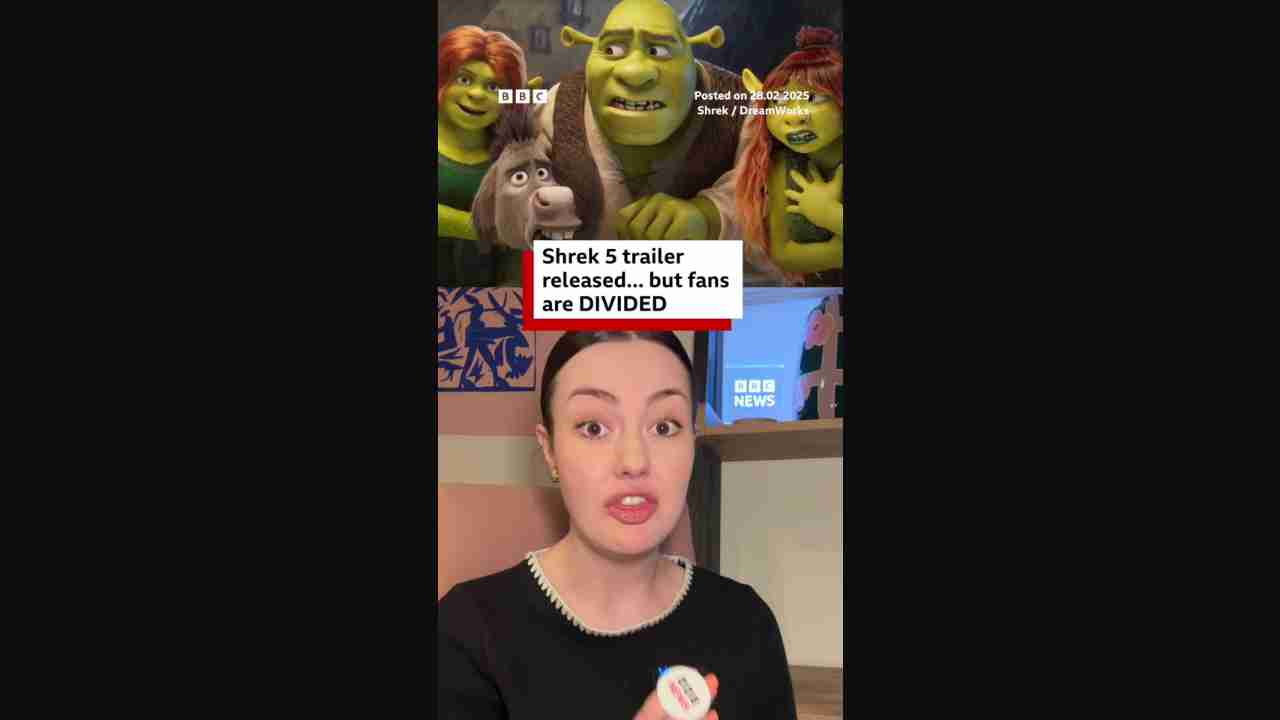 BBC
Posted on 28.02.2025
Shrek / DreamWorks
Shrek 5 trailer
released... but fans
are DIVIDED
BBC
NEWS